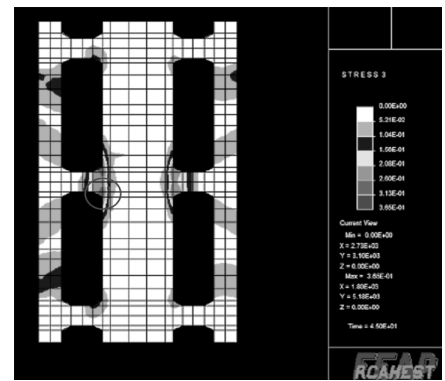 STRESS 3
0.00E+00
5.21E-02
1.04E-01
1.56E-01
2.08E-01
2.60E-01
3.13E-01
3.65E-01
Current View
Min = 0.00E+00
X = 2.73E+03
Y = 3.10E+03
Z = 0.00E+00
Max = 3.65E-01
X = 1.80E+03
Y = 5.18E+03
Z = 0.00E+00
Time = 4.50E+01
FEAP
RCAHEST